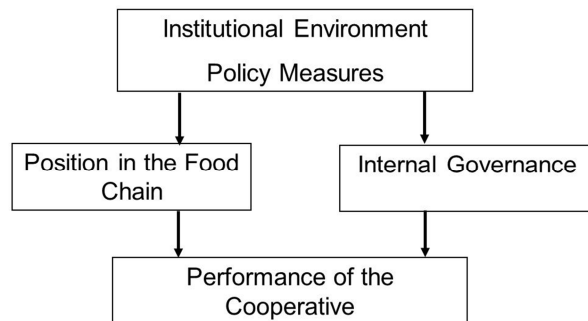 Institutional Environment
Policy Measures
Position in the Food
Chain
Internal Governance
Performance of the
Cooperative